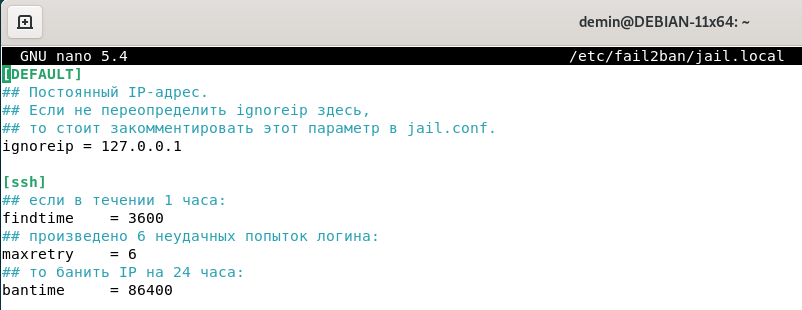 demin@DEBIAN-11x64: ~
GNU nano 5.4 /etc/fail2ban/jail.local
[DEFAULT]
## Постоянный IP-адрес.
## Если не переопределить ignoreip здесь,
## то стоит закомментировать этот параметр в jail.conf.
ignoreip = 127.0.0.1
[ssh]
## если в течении 1 часа:
findtime    = 3600
## произведено 6 неудачных попыток логина:
maxretry    = 6
## то банить IP на 24 часа:
bantime     = 86400